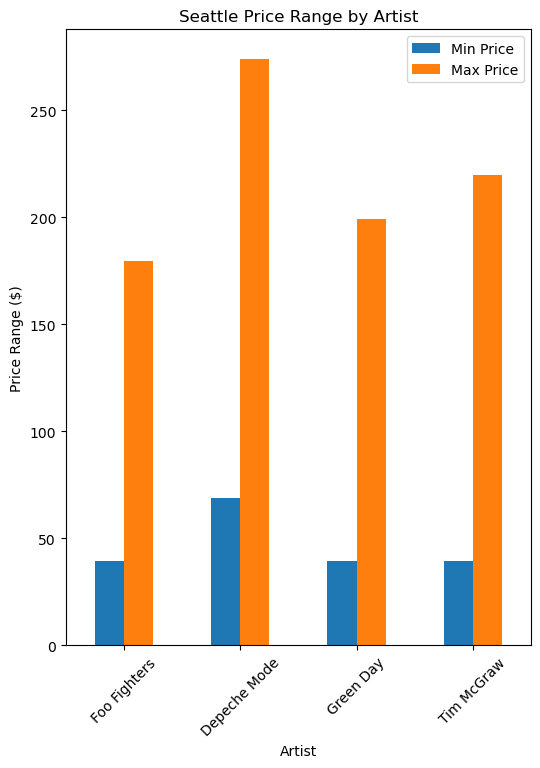 Seattle Price Range by Artist
Min Price
Max Price
Price Range ($)
250
200
150
100
50
0
Foo Fighters
Depeche Mode
Green Day
Tim McGraw
Artist